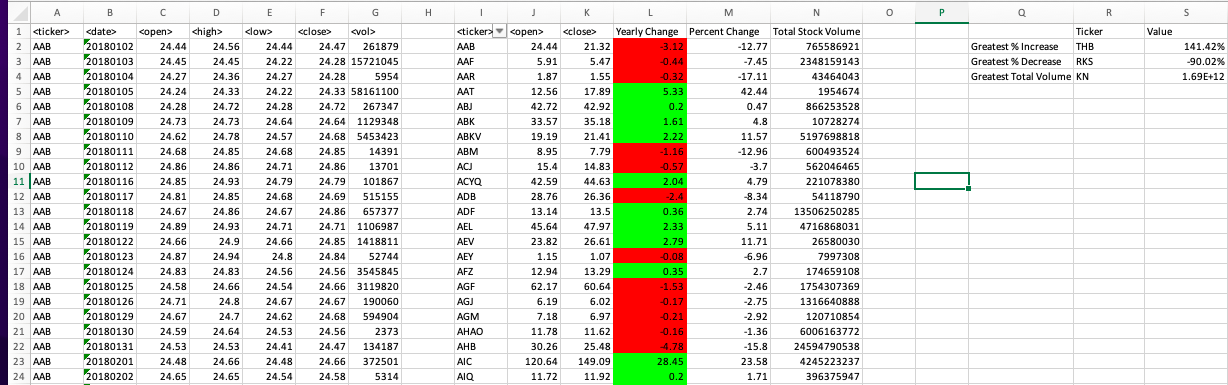 A B C D E F G H I J K L M N O P Q R S
1 <ticker> <date> <open> <high> <low> <close> <vol> <ticker> <open> <close> Yearly Change Percent Change Total Stock Volume Ticker Value
2 AAB 20180102 24.44 24.56 24.44 24.47 261879 AAB 24.44 21.32 -3.12 -12.77 765586921 Greatest % Increase THB 141.42%
3 AAB 20180103 24.45 24.45 24.22 24.28 15721045 AAF 5.91 5.47 -0.44 -7.45 2348159143 Greatest % Decrease RKS -90.02%
4 AAB 20180104 24.27 24.36 24.27 24.28 5954 AAR 1.87 1.55 -0.32 -17.11 43464043 Greatest Total Volume KN 1.69E+12
5 AAB 20180105 24.24 24.33 24.22 24.33 58161100 AAT 12.56 17.89 5.33 42.44 1954674
6 AAB 20180108 24.28 24.72 24.28 24.72 267347 ABJ 42.72 42.92 0.2 0.47 866253528
7 AAB 20180109 24.73 24.73 24.64 24.64 1129348 ABK 33.57 35.18 1.61 4.8 10728274
8 AAB 20180110 24.62 24.78 24.57 24.68 5453423 ABKV 19.19 21.41 2.22 11.57 5197698818
9 AAB 20180111 24.68 24.85 24.68 24.85 14391 ABM 8.95 7.79 -1.16 -12.96 600493524
10 AAB 20180112 24.86 24.86 24.71 24.86 13701 ACJ 15.4 14.83 -0.57 -3.7 562046465
11 AAB 20180116 24.85 24.93 24.79 24.79 101867 ACYQ 42.59 44.63 2.04 4.79 221078380
12 AAB 20180117 24.81 24.85 24.68 24.69 515155 ADB 28.76 26.36 -2.4 -8.34 54118790
13 AAB 20180118 24.67 24.86 24.67 24.86 657377 ADF 13.14 13.5 0.36 2.74 13506250285
14 AAB 20180119 24.89 24.93 24.71 24.71 1106987 AEL 45.64 47.97 2.33 5.11 4716868031
15 AAB 20180122 24.66 24.9 24.66 24.85 1418811 AEV 23.82 26.61 2.79 11.71 26580030
16 AAB 20180123 24.87 24.94 24.8 24.84 52744 AEY 1.15 1.07 -0.08 -6.96 7997308
17 AAB 20180124 24.83 24.83 24.56 24.56 3545845 AFZ 12.94 13.29 0.35 2.7 174659108
18 AAB 20180125 24.58 24.66 24.54 24.66 3119820 AGF 62.17 60.64 -1.53 -2.46 1754307369
19 AAB 20180126 24.71 24.8 24.67 24.67 190060 AGJ 6.19 6.02 -0.17 -2.75 1316640888
20 AAB 20180129 24.67 24.7 24.62 24.68 594904 AGM 7.18 6.97 -0.21 -2.92 120710854
21 AAB 20180130 24.59 24.64 24.53 24.56 2373 AHAO 11.78 11.62 -0.16 -1.36 6006163772
22 AAB 20180131 24.53 24.53 24.41 24.47 134187 AHB 30.26 25.48 -4.78 -15.8 24594790538
23 AAB 20180201 24.48 24.66 24.48 24.66 372501 AIC 120.64 149.09 28.45 23.58 4245223237
24 AAB 20180202 24.65 24.65 24.54 24.58 5314 AIQ 11.72 11.92 0.2 1.71 396375947